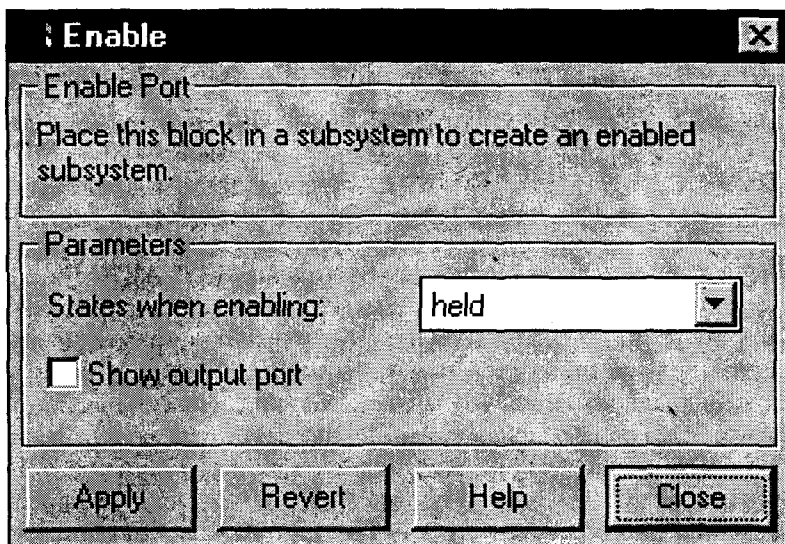 Enable
Enable Port
Place this block in a subsystem to create an enabled
subsystem.
Parameters
States when enabling: held
Show output port
Apply Revert Help Close